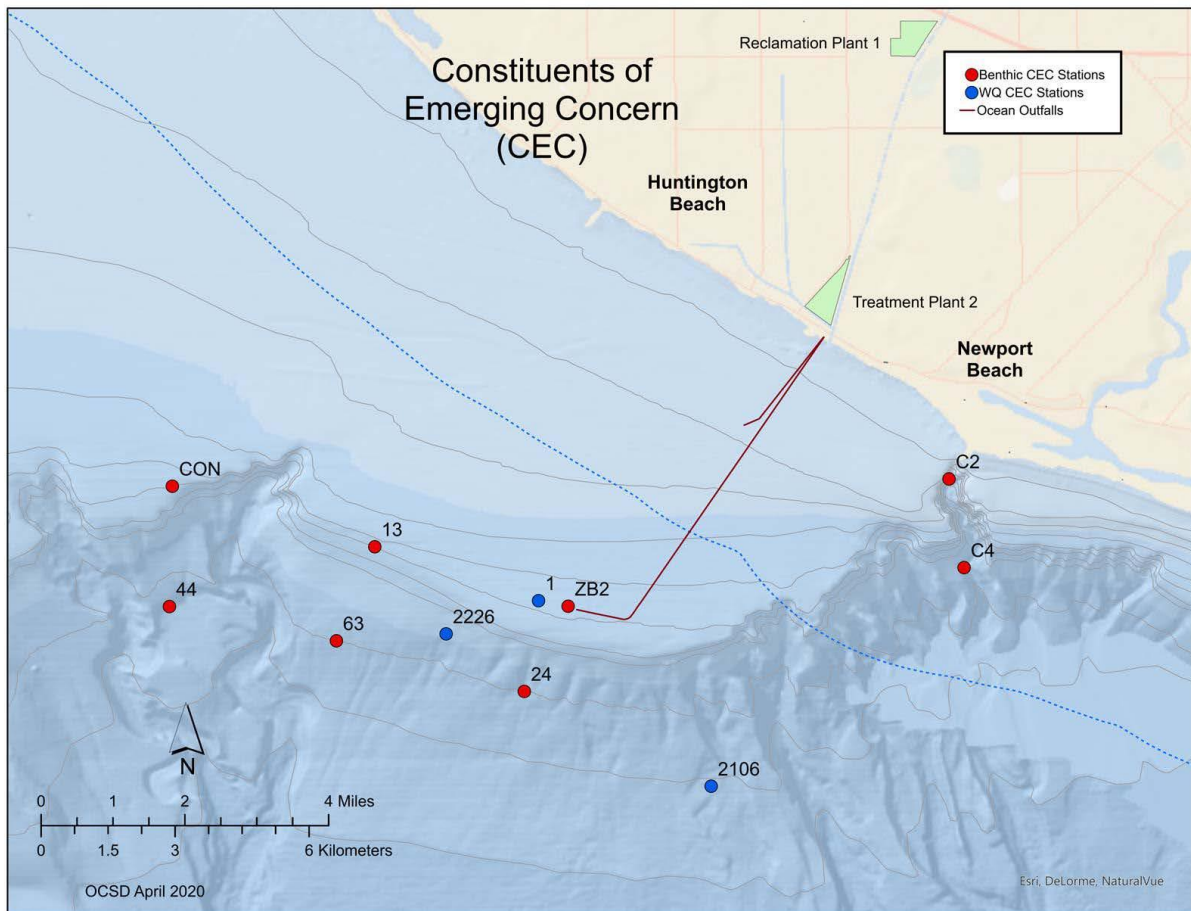 Reclamation Plant 1
Constituents of
Emerging Concern
(CEC)
Benthic CEC Stations
WQ CEC Stations
Ocean Outfalls
Huntington
Beach
Treatment Plant 2
Newport
Beach
CON
C2
13
C4
44
1
ZB2
63
2226
24
2106
N
0 1 2 4 Miles
0 1.5 3 6 Kilometers
OCSD April 2020
Esri, DeLorme, NaturalVue